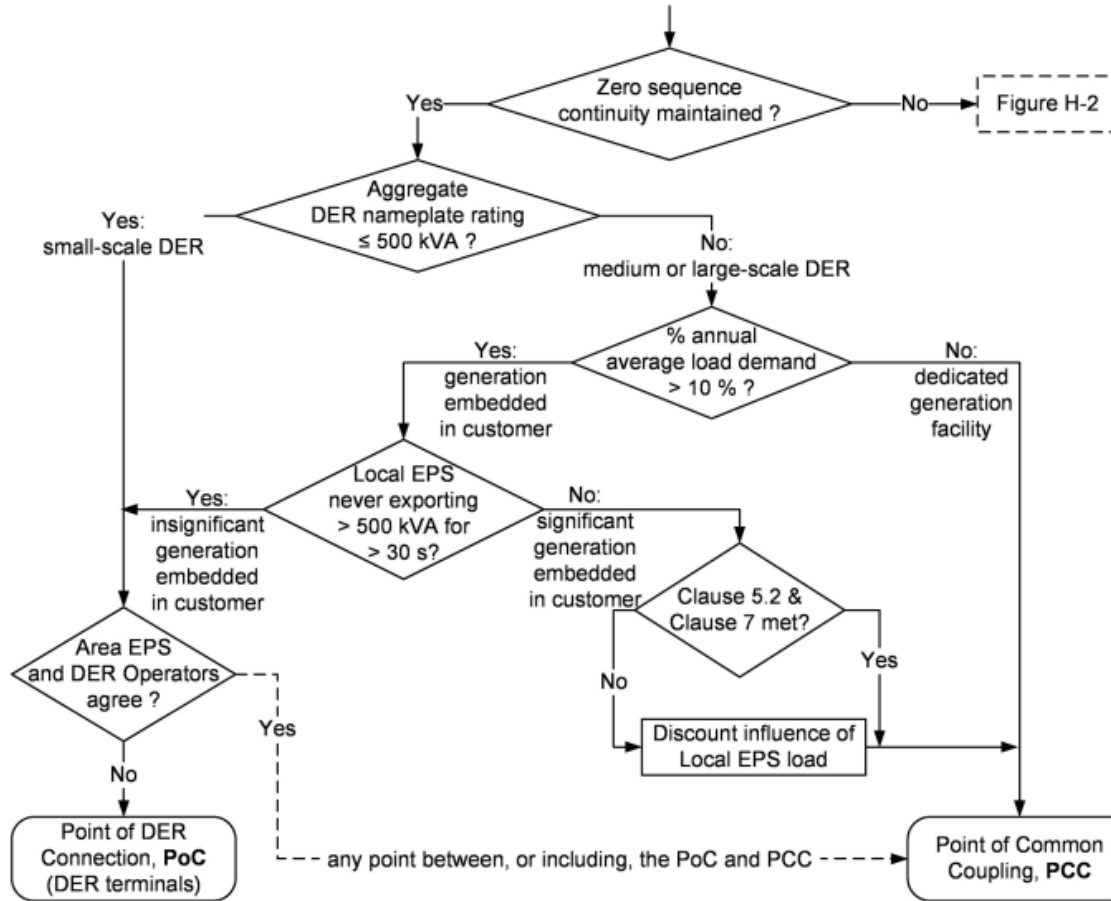 Zero sequence
continuity maintained ?
Yes
No
Figure H-2
Aggregate
DER nameplate rating
≤ 500 kVA ?
Yes:
small-scale DER
No:
medium or large-scale DER
% annual
average load demand
> 10 % ?
Yes:
generation
embedded
in customer
No:
dedicated
generation
facility
Local EPS
never exporting
> 500 kVA for
> 30 s?
Yes:
insignificant
generation
embedded
in customer
No:
significant
generation
embedded
in customer
Clause 5.2 &
Clause 7 met?
Area EPS
and DER Operators
agree ?
No
Yes
Yes
Discount influence of
Local EPS load
No
Point of DER
Connection, PoC
(DER terminals)
any point between, or including, the PoC and PCC
Point of Common
Coupling, PCC